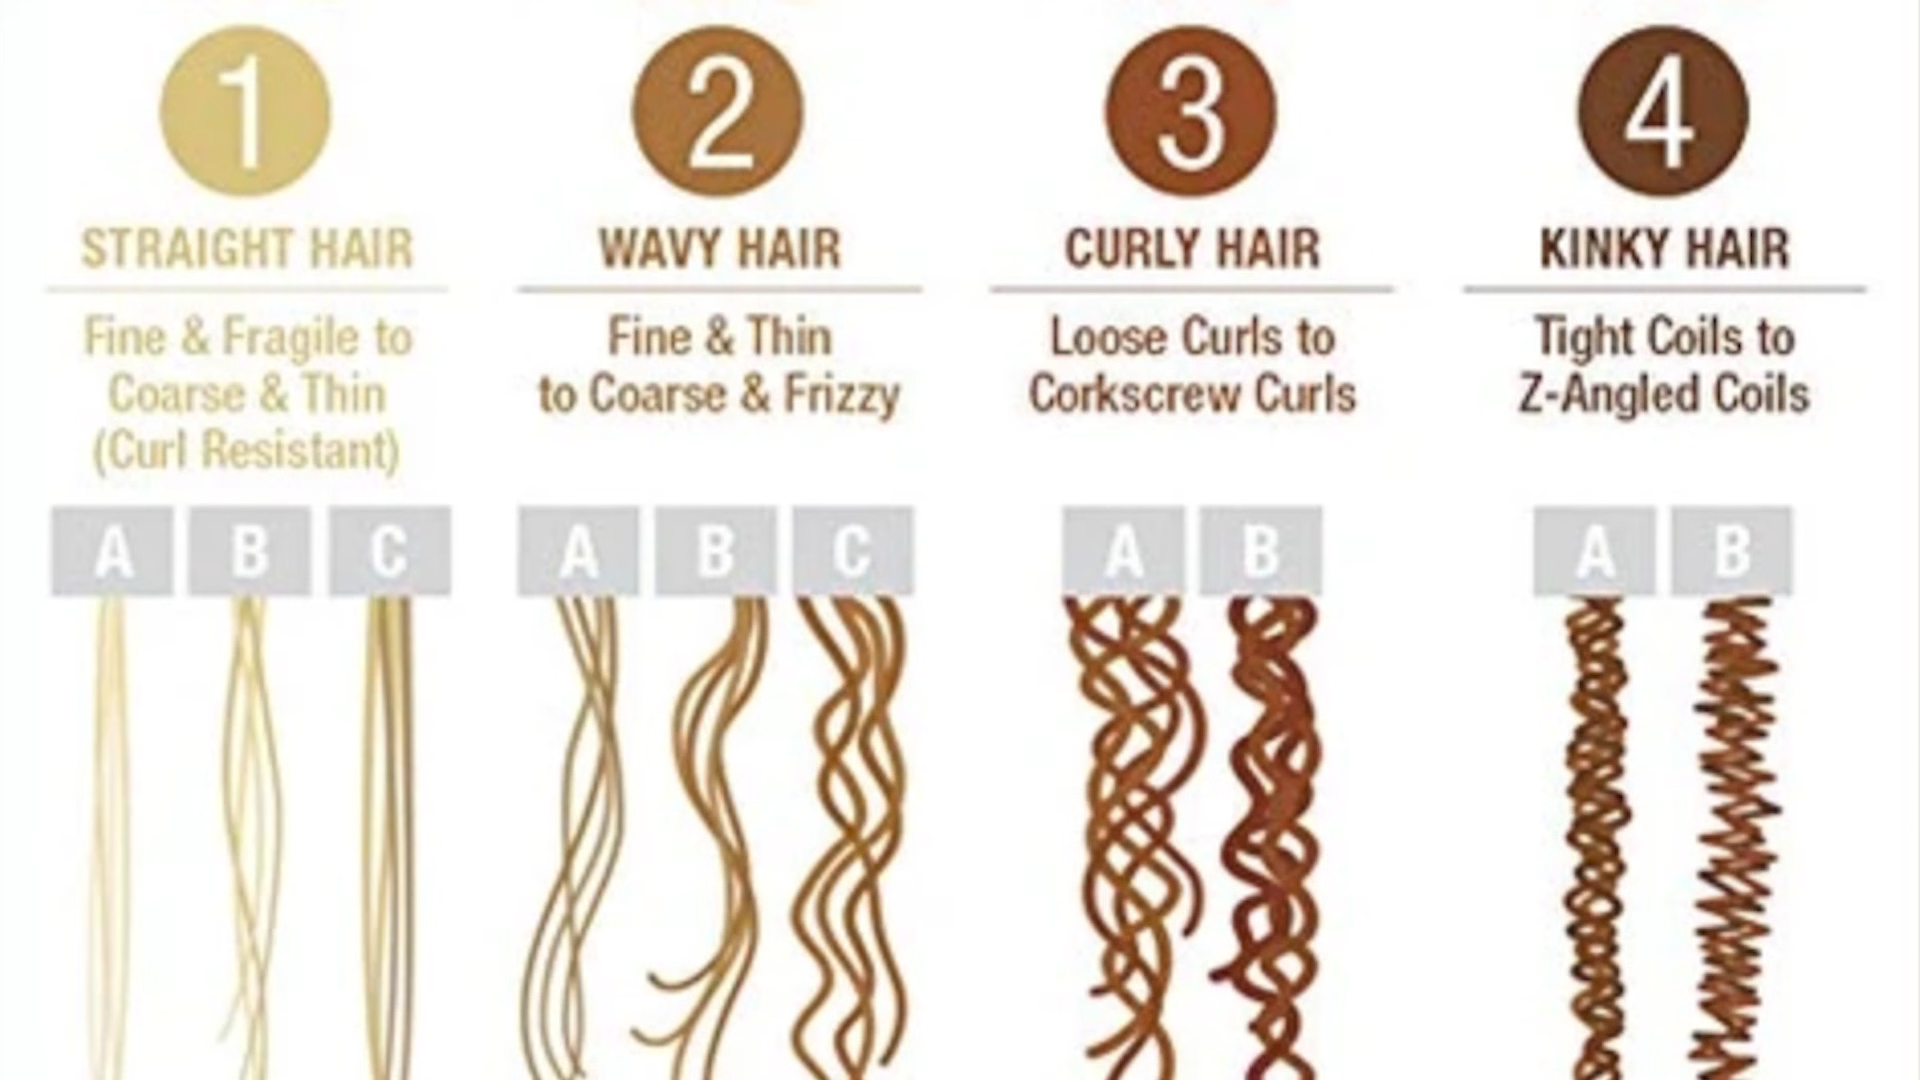 1
STRAIGHT HAIR
Fine & Fragile to
Coarse & Thin
(Curl Resistant)
A B C
2
WAVY HAIR
Fine & Thin
to Coarse & Frizzy
A B C
3
CURLY HAIR
Loose Curls to
Corkscrew Curls
A B
4
KINKY HAIR
Tight Coils to
Z-Angled Coils
A B